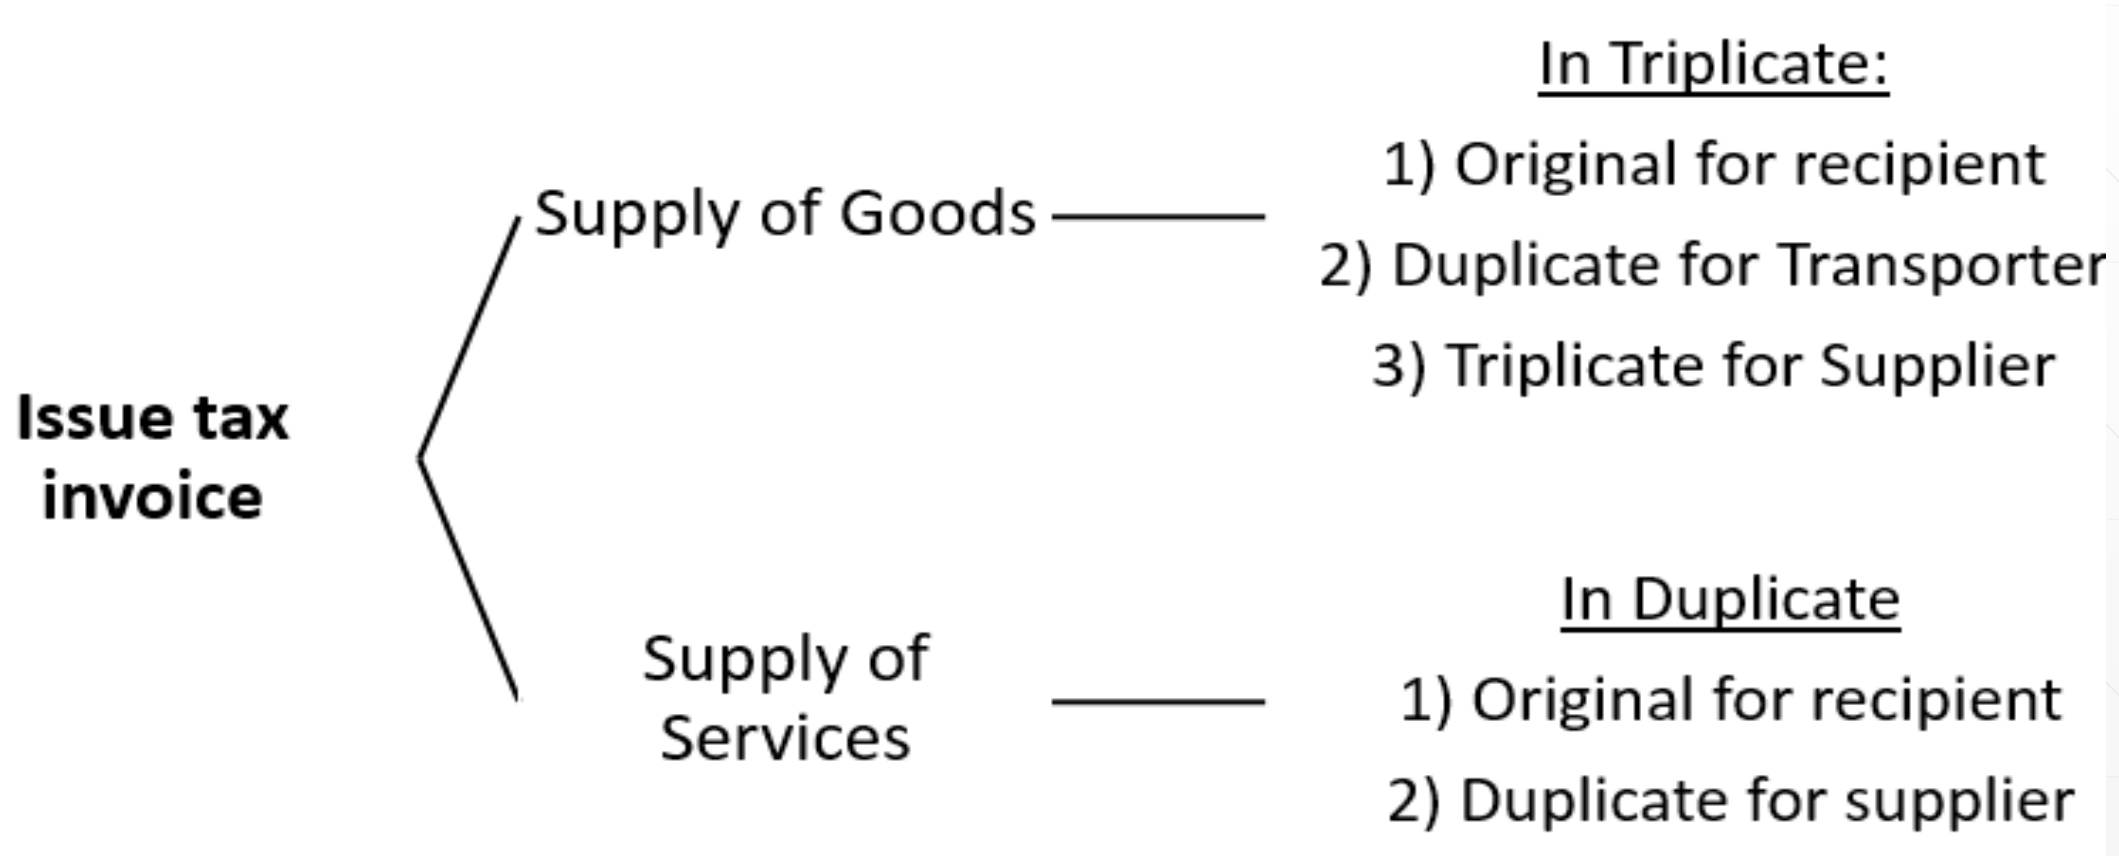 Issue tax
invoice
Supply of Goods
In Triplicate:
1) Original for recipient
2) Duplicate for Transporter
3) Triplicate for Supplier
Supply of
Services
In Duplicate
1) Original for recipient
2) Duplicate for supplier